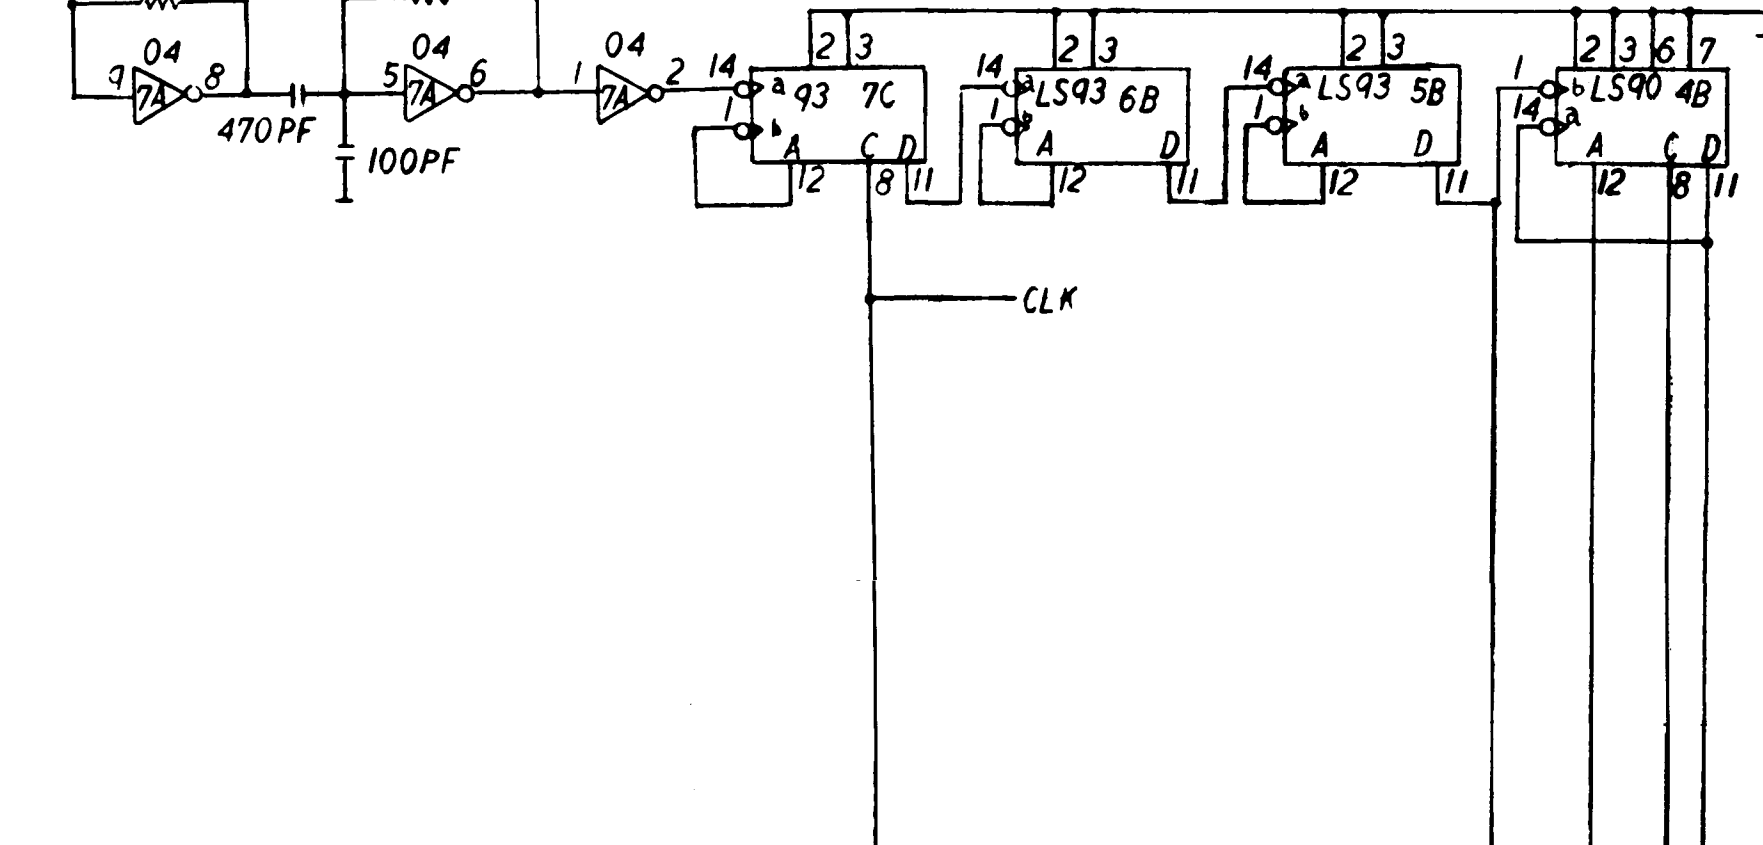 04 04 04
9 7A 8 5 7A 6 1 7A 2
470PF
100PF
2 3
14 a 93 7C
1 b
A C D
12 8 11
2 3
14 a LS93 6B
1 b
A D
12 11
2 3
14 a LS93 5B
1 b
A D
12 11
2 3 6 7
1 b LS90 4B
14 a
A C D
12 8 11
CLK